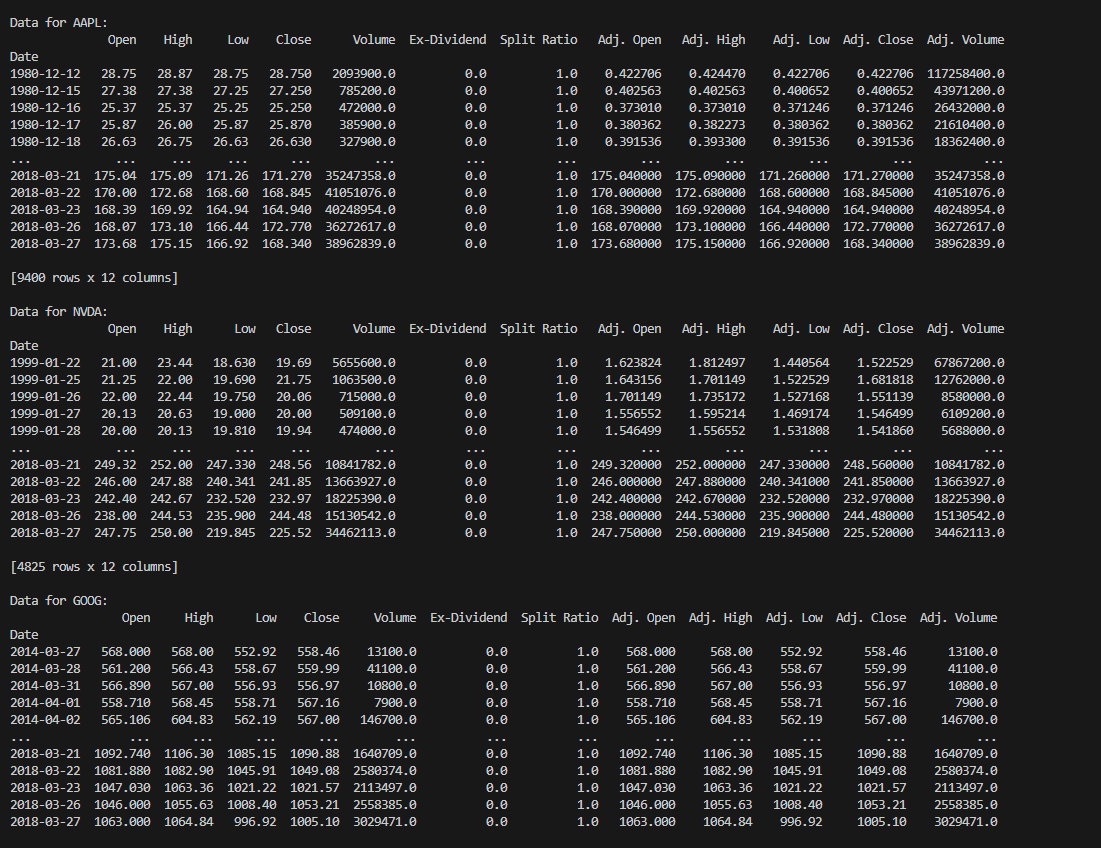 Data for AAPL:
Open High Low Close Volume Ex-Dividend Split Ratio Adj. Open Adj. High Adj. Low Adj. Close Adj. Volume
Date
1980-12-12 28.75 28.87 28.75 28.750 2093900.0 0.0 1.0 0.422706 0.424470 0.422706 0.422706 117258400.0
1980-12-15 27.38 27.38 27.25 27.250 785200.0 0.0 1.0 0.402563 0.402563 0.400652 0.400652 43971200.0
1980-12-16 25.37 25.37 25.25 25.250 472000.0 0.0 1.0 0.373010 0.373010 0.371246 0.371246 26432000.0
1980-12-17 25.87 26.00 25.87 25.870 385900.0 0.0 1.0 0.380362 0.382273 0.380362 0.380362 21610400.0
1980-12-18 26.63 26.75 26.63 26.630 327900.0 0.0 1.0 0.391536 0.393300 0.391536 0.391536 18362400.0
... ... ... ... ... ... ... ... ... ... ... ... ...
2018-03-21 175.04 175.09 171.26 171.270 35247358.0 0.0 1.0 175.040000 175.090000 171.260000 171.270000 35247358.0
2018-03-22 170.00 172.68 168.60 168.845 41051076.0 0.0 1.0 170.000000 172.680000 168.600000 168.845000 41051076.0
2018-03-23 168.39 169.92 164.94 164.940 40248954.0 0.0 1.0 168.390000 169.920000 164.940000 164.940000 40248954.0
2018-03-26 168.07 173.10 166.44 172.770 36272617.0 0.0 1.0 168.070000 173.100000 166.440000 172.770000 36272617.0
2018-03-27 173.68 175.15 166.92 168.340 38962839.0 0.0 1.0 173.680000 175.150000 166.920000 168.340000 38962839.0
[9400 rows x 12 columns]
Data for NVDA:
Open High Low Close Volume Ex-Dividend Split Ratio Adj. Open Adj. High Adj. Low Adj. Close Adj. Volume
Date
1999-01-22 21.00 23.44 18.630 19.69 5655600.0 0.0 1.0 1.623824 1.812497 1.440564 1.522529 67867200.0
1999-01-25 21.25 22.00 19.690 21.75 1063500.0 0.0 1.0 1.643156 1.701149 1.522529 1.681818 12762000.0
1999-01-26 22.00 22.44 19.750 20.06 715000.0 0.0 1.0 1.701149 1.735172 1.527168 1.551139 8580000.0
1999-01-27 20.13 20.63 19.000 20.00 509100.0 0.0 1.0 1.556552 1.595214 1.469174 1.546499 6109200.0
1999-01-28 20.00 20.13 19.810 19.94 474000.0 0.0 1.0 1.546499 1.556552 1.531808 1.541860 5688000.0
... ... ... ... ... ... ... ... ... ... ... ... ...
2018-03-21 249.32 252.00 247.330 248.56 10841782.0 0.0 1.0 249.320000 252.000000 247.330000 248.560000 10841782.0
2018-03-22 246.00 247.88 240.341 241.85 13663927.0 0.0 1.0 246.000000 247.880000 240.341000 241.850000 13663927.0
2018-03-23 242.40 242.67 232.520 232.97 18225390.0 0.0 1.0 242.400000 242.670000 232.520000 232.970000 18225390.0
2018-03-26 238.00 244.53 235.900 244.48 15130542.0 0.0 1.0 238.000000 244.530000 235.900000 244.480000 15130542.0
2018-03-27 247.75 250.00 219.845 225.52 34462113.0 0.0 1.0 247.750000 250.000000 219.845000 225.520000 34462113.0
[4825 rows x 12 columns]
Data for GOOG:
Open High Low Close Volume Ex-Dividend Split Ratio Adj. Open Adj. High Adj. Low Adj. Close Adj. Volume
Date
2014-03-27 568.000 568.00 552.92 558.46 13100.0 0.0 1.0 568.000 568.00 552.92 558.46 13100.0
2014-03-28 561.200 566.43 558.67 559.99 41100.0 0.0 1.0 561.200 566.43 558.67 559.99 41100.0
2014-03-31 566.890 567.00 556.93 556.97 10800.0 0.0 1.0 566.890 567.00 556.93 556.97 10800.0
2014-04-01 558.710 568.45 558.71 567.16 7900.0 0.0 1.0 558.710 568.45 558.71 567.16 7900.0
2014-04-02 565.106 604.83 562.19 567.00 146700.0 0.0 1.0 565.106 604.83 562.19 567.00 146700.0
... ... ... ... ... ... ... ... ... ... ... ... ...
2018-03-21 1092.740 1106.30 1085.15 1090.88 1640709.0 0.0 1.0 1092.740 1106.30 1085.15 1090.88 1640709.0
2018-03-22 1081.880 1082.90 1045.91 1049.08 2580374.0 0.0 1.0 1081.880 1082.90 1045.91 1049.08 2580374.0
2018-03-23 1047.030 1063.36 1021.22 1021.57 2113497.0 0.0 1.0 1047.030 1063.36 1021.22 1021.57 2113497.0
2018-03-26 1046.000 1055.63 1008.40 1053.21 2558385.0 0.0 1.0 1046.000 1055.63 1008.40 1053.21 2558385.0
2018-03-27 1063.000 1064.84 996.92 1005.10 3029471.0 0.0 1.0 1063.000 1064.84 996.92 1005.10 3029471.0